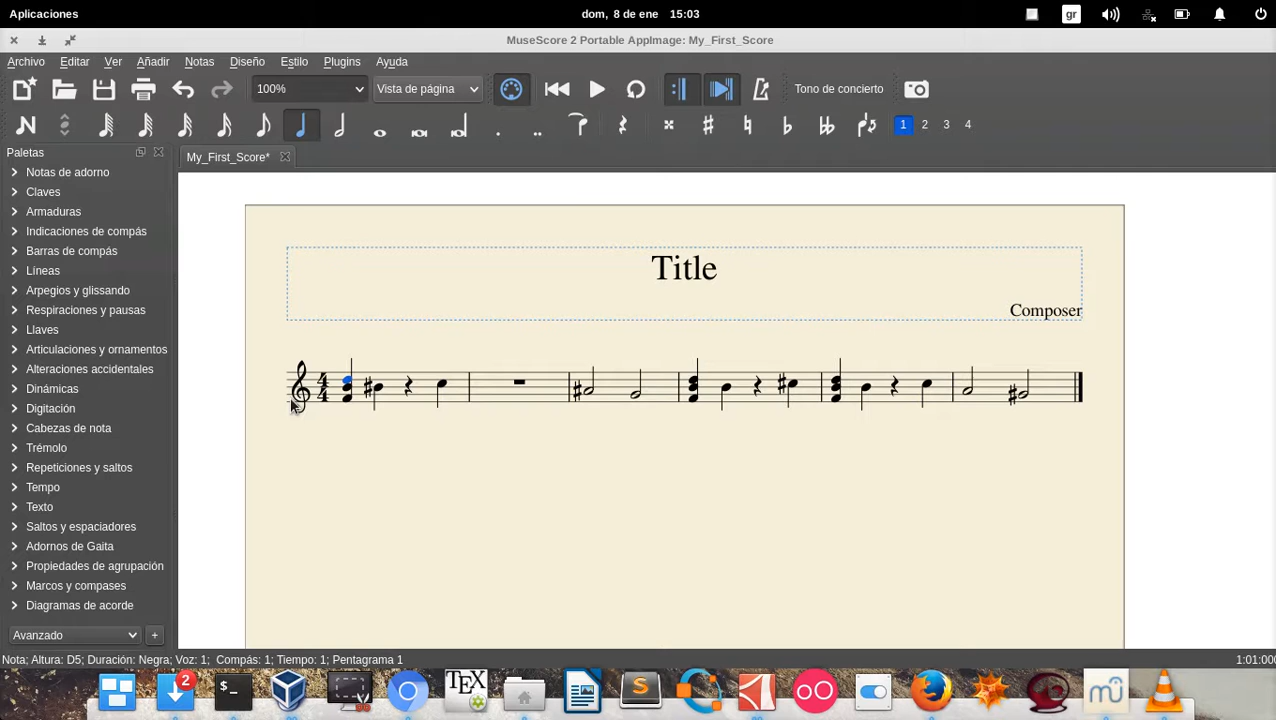 Aplicaciones
dom, 8 de ene 15:03
gr
MuseScore 2 Portable AppImage: My_First_Score
Archivo Editar Ver Añadir Notas Diseño Estilo Plugins Ayuda
100% Vista de página Tono de concierto
1 2 3 4
Paletas
My_First_Score*
Notas de adorno
Claves
Armaduras
Indicaciones de compás
Barras de compás
Líneas
Arpegios y glissando
Respiraciones y pausas
Llaves
Articulaciones y ornamentos
Alteraciones accidentales
Dinámicas
Digitación
Cabezas de nota
Trémolo
Repeticiones y saltos
Tempo
Texto
Saltos y espaciadores
Adornos de Gaita
Propiedades de agrupación
Marcos y compases
Diagramas de acorde
Avanzado +
Title
Composer
4
4
Nota; Altura: D5; Duración: Negra; Voz: 1; Compás: 1; Tiempo: 1; Pentagrama 1
1:01:000
2
>_
TEX
S
mu